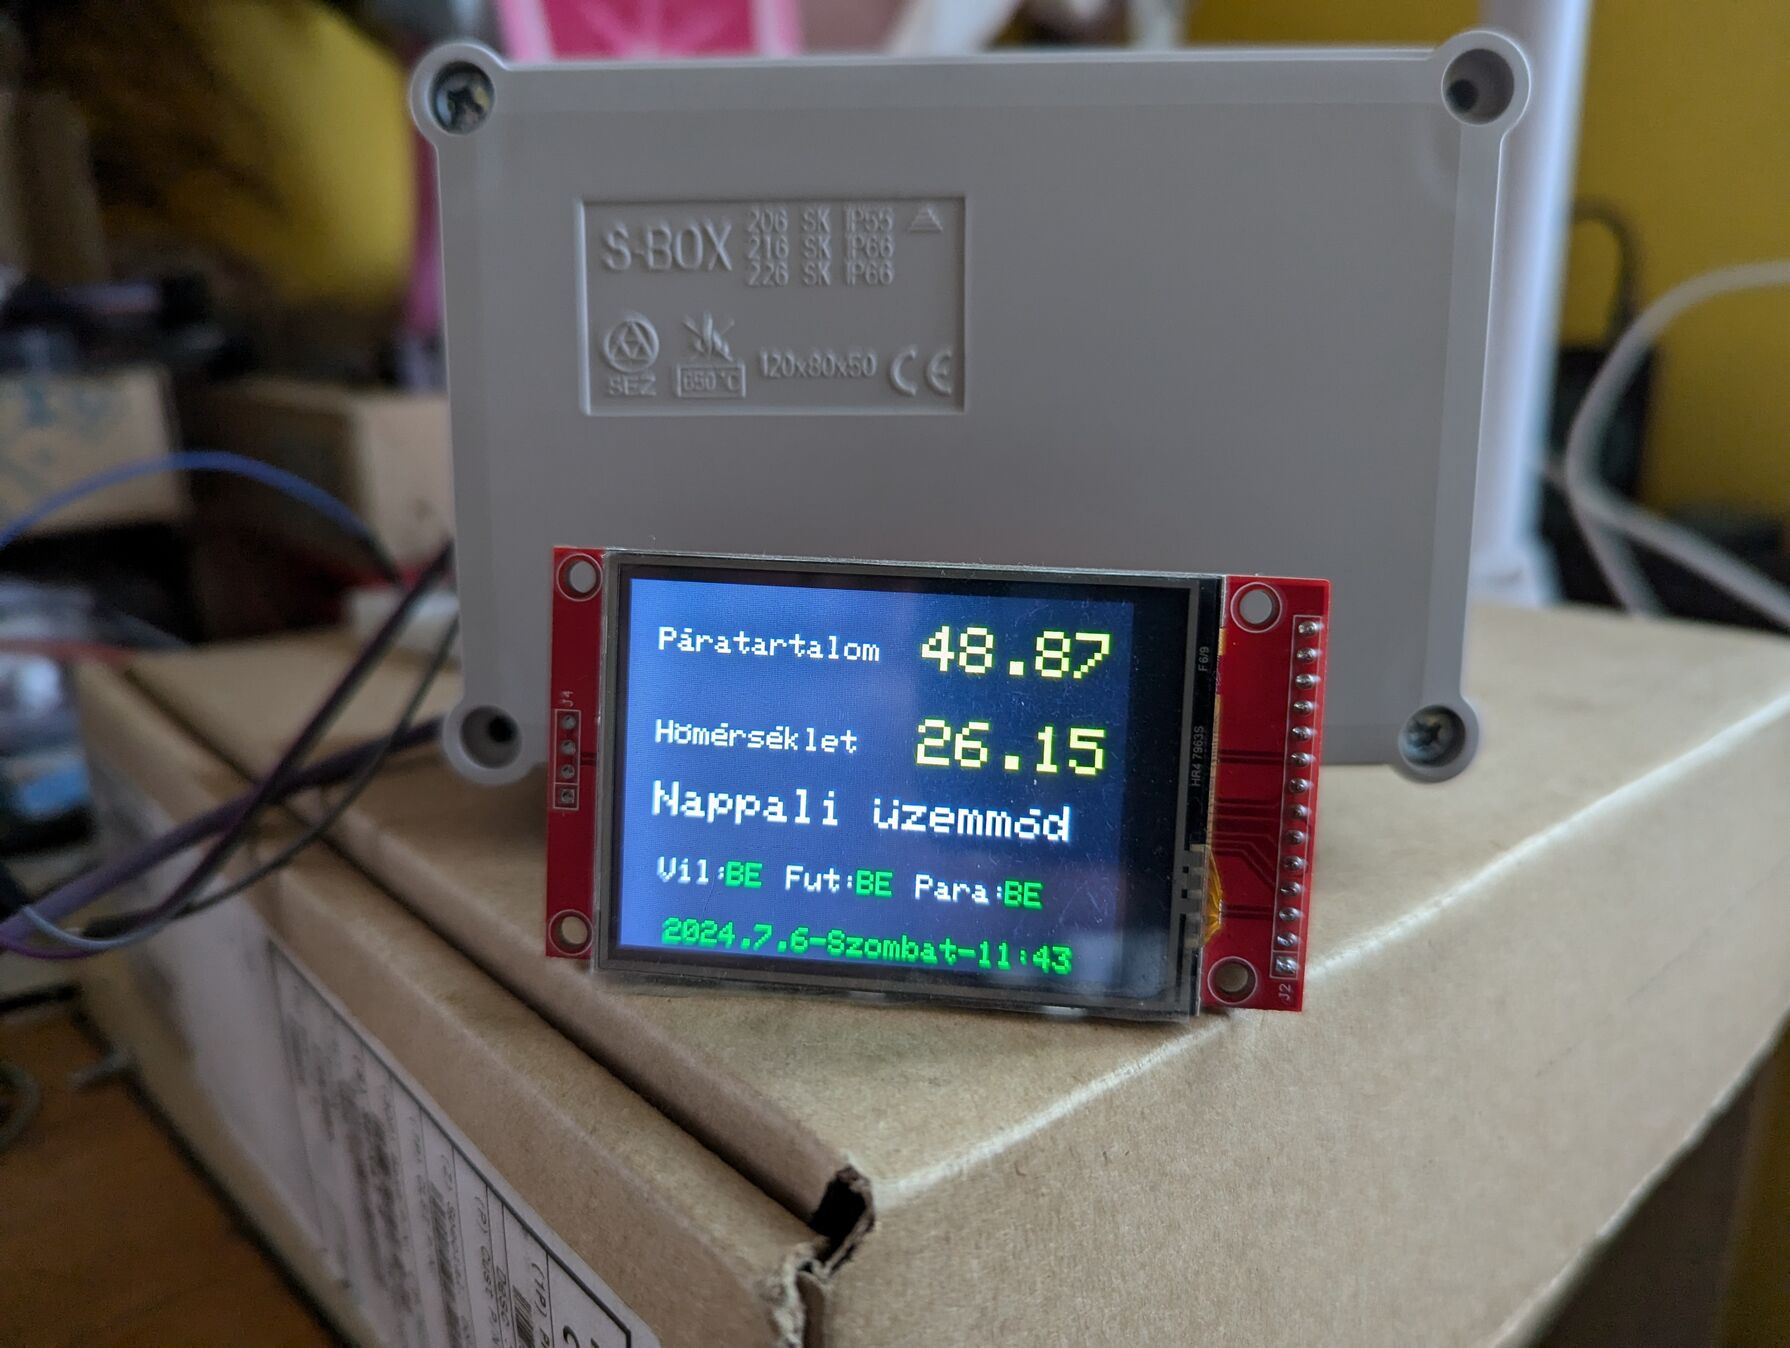 S-BOX
206 SK IP55
216 SK IP66
226 SK IP66
SEZ
650°C
120x80x50
CE
Páratartalom 48.87
Hömérséklet 26.15
Nappali üzemmód
Vil:BE Fut:BE Para:BE
2024.7.6-Szombat-11:43
J4
F6/9
HR4 7963S
J2